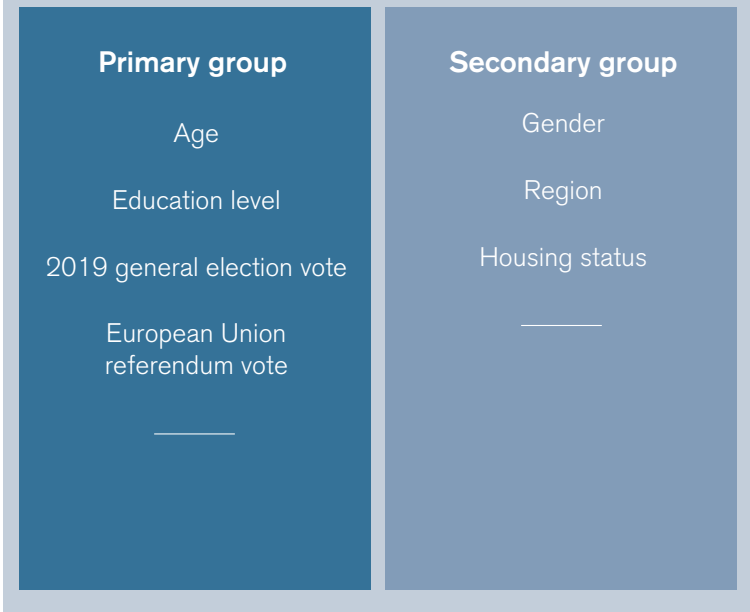 Primary group
Age
Education level
2019 general election vote
European Union
referendum vote
Secondary group
Gender
Region
Housing status